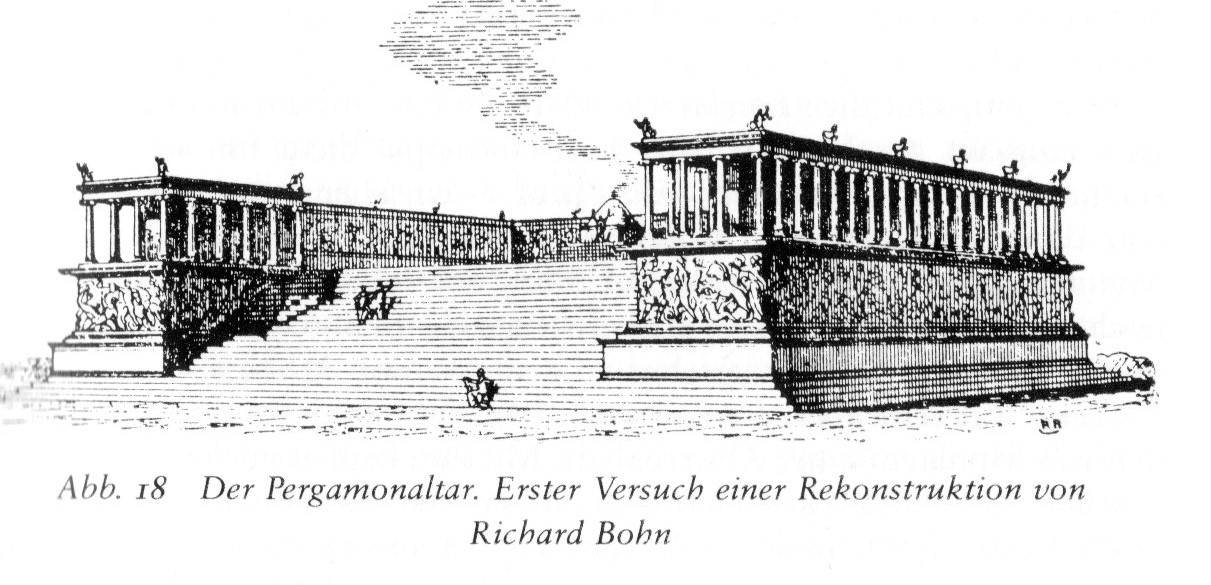 Abb. 18 Der Pergamonaltar. Erster Versuch einer Rekonstruktion von
Richard Bohn